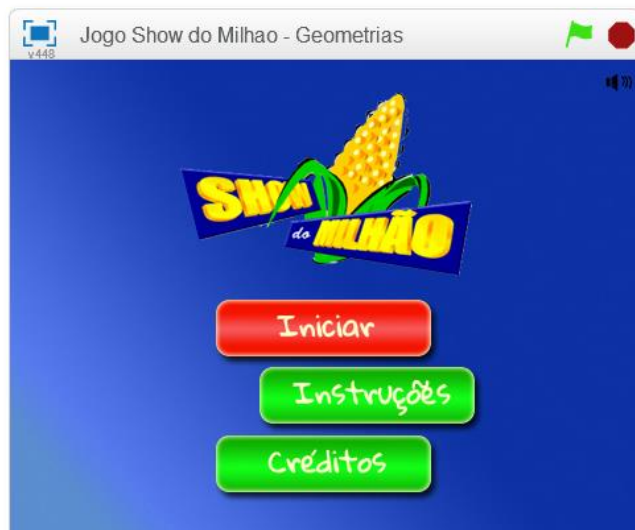 Jogo Show do Milhao - Geometrias
v448
SHOW
do MILHÃO
Iniciar
Instruções
Créditos